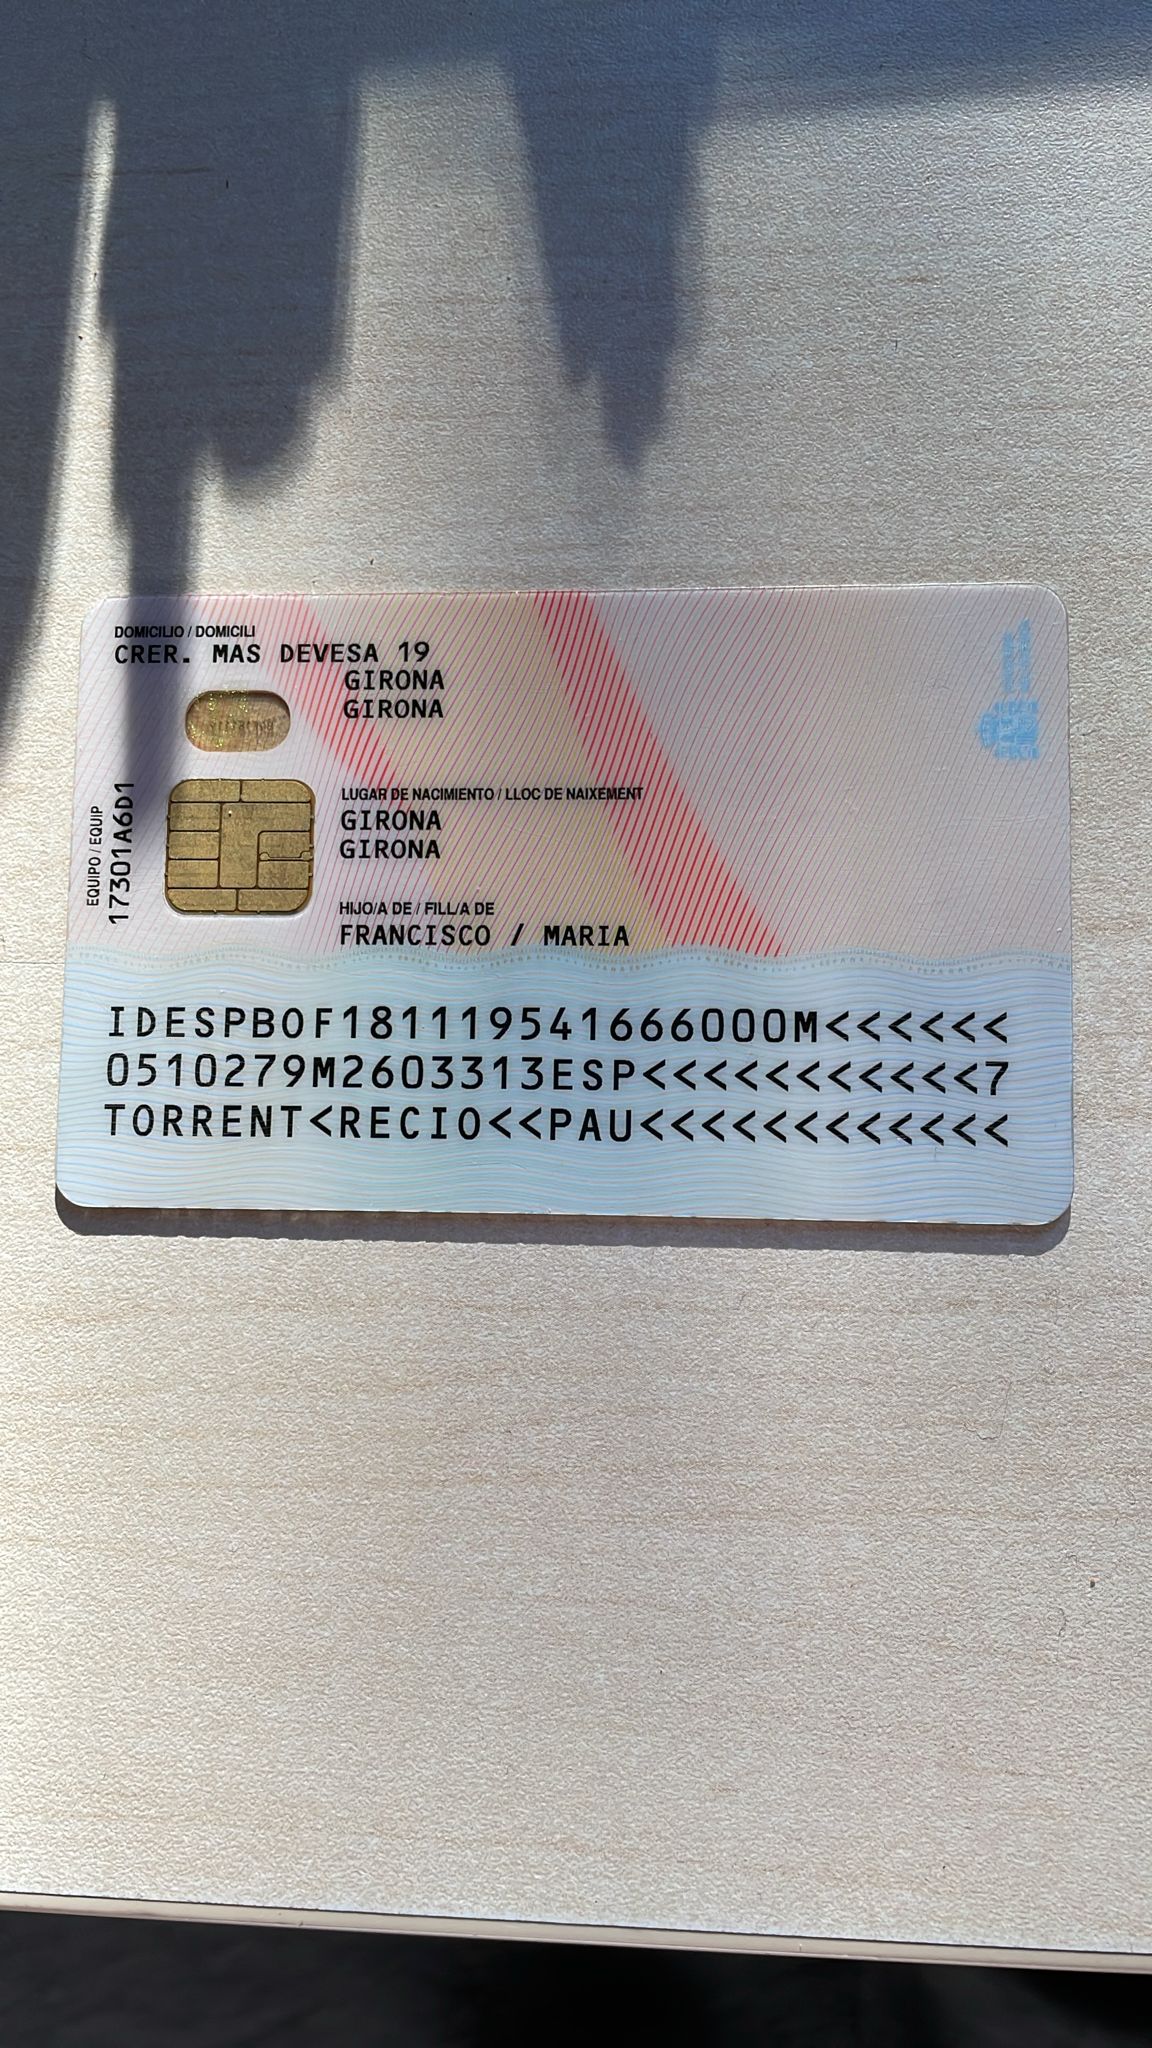 DOMICILIO / DOMICILI
CRER. MAS DEVESA 19
GIRONA
GIRONA
LUGAR DE NACIMIENTO / LLOC DE NAIXEMENT
GIRONA
GIRONA
EQUIPO / EQUIP
17301A6D1
HIJO/A DE / FILL/A DE
FRANCISCO / MARIA
IDESPBOF181119541666000M<<<<<<
0510279M2603313ESP<<<<<<<<<<<7
TORRENT<RECIO<<PAU<<<<<<<<<<<<